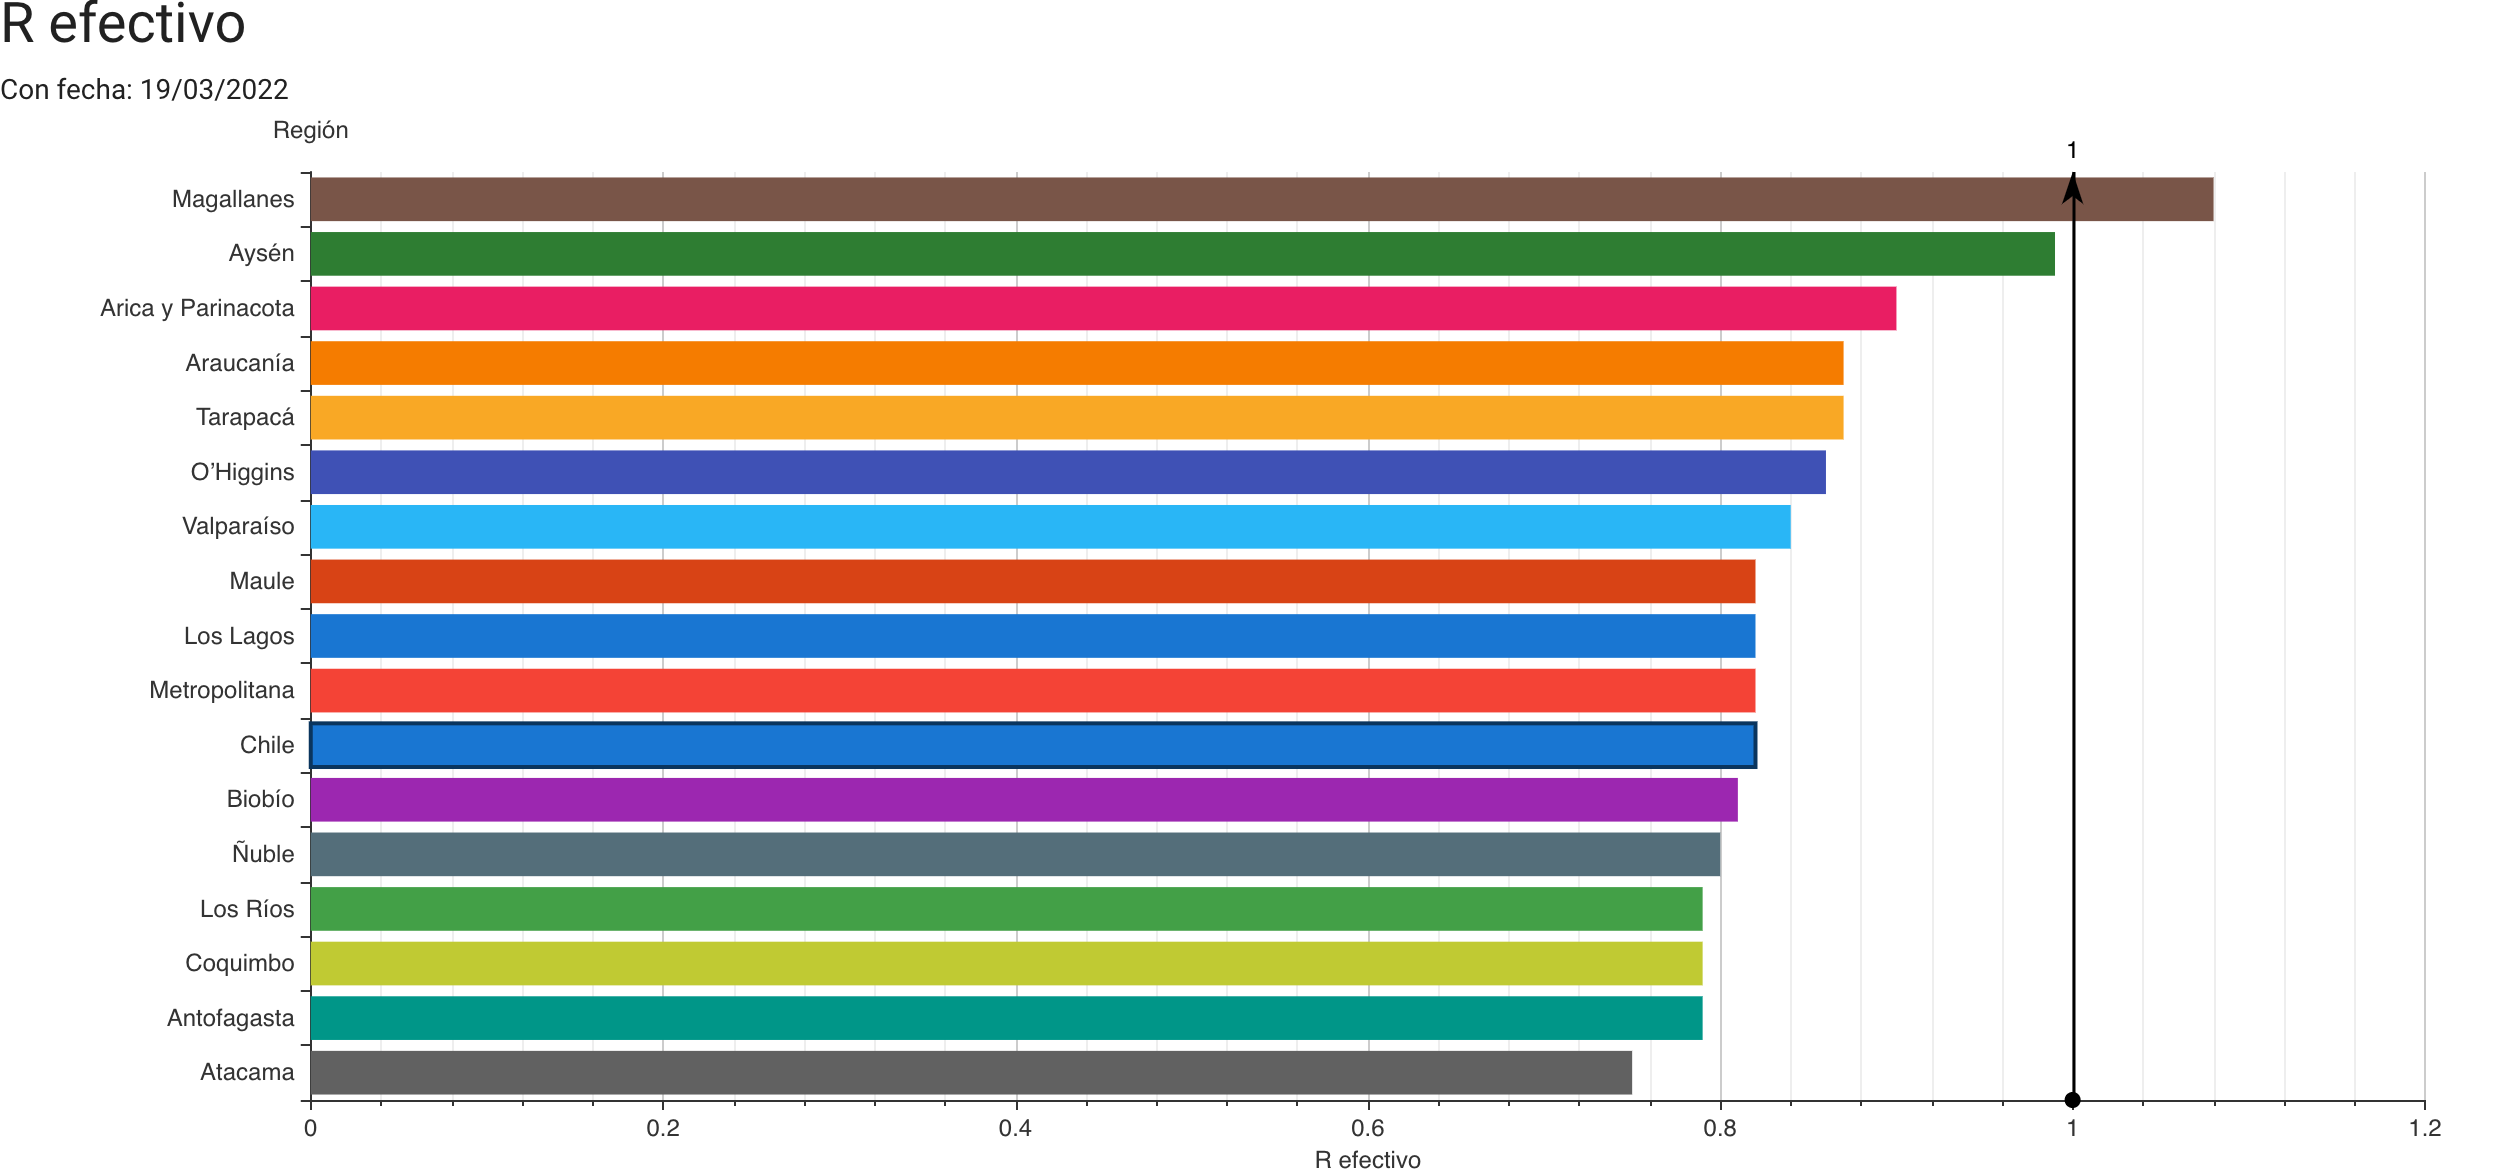 R efectivo
Con fecha: 19/03/2022
Región
1
Magallanes
Aysén
Arica y Parinacota
Araucanía
Tarapacá
O’Higgins
Valparaíso
Maule
Los Lagos
Metropolitana
Chile
Biobío
Ñuble
Los Ríos
Coquimbo
Antofagasta
Atacama
0 0.2 0.4 0.6 0.8 1 1.2
R efectivo